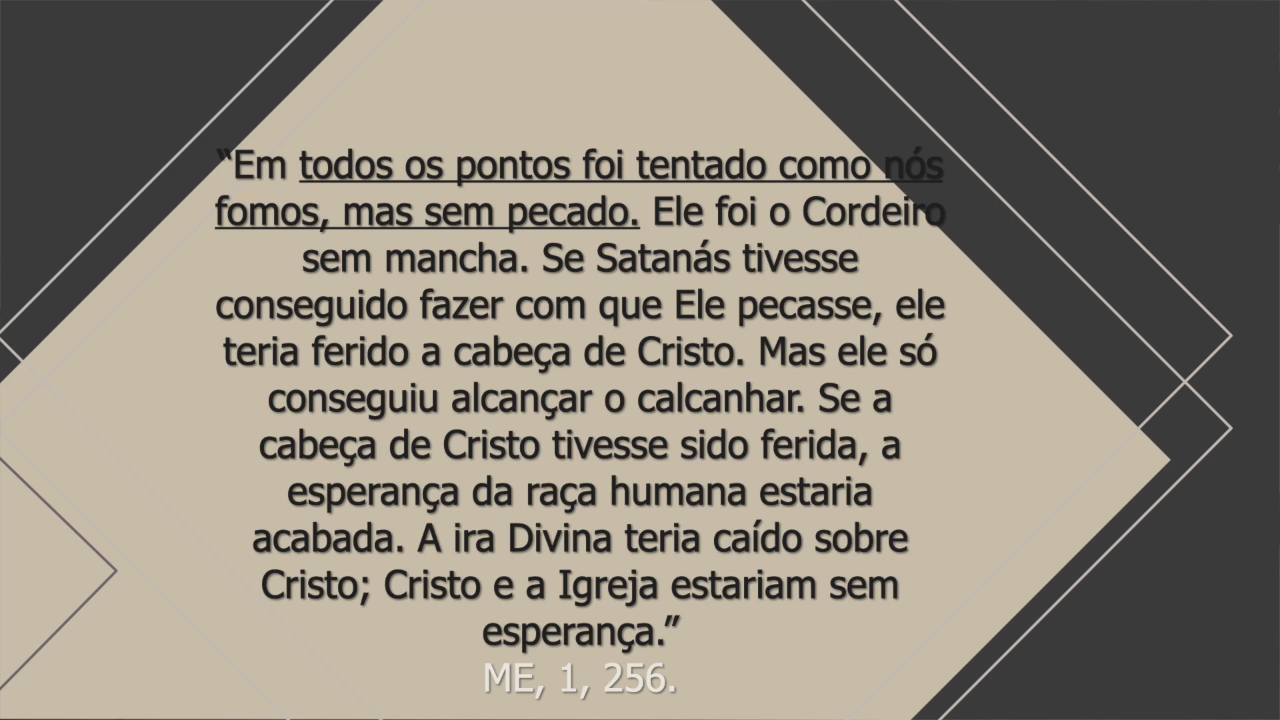 “Em todos os pontos foi tentado como nós
fomos, mas sem pecado. Ele foi o Cordeiro
sem mancha. Se Satanás tivesse
conseguido fazer com que Ele pecasse, ele
teria ferido a cabeça de Cristo. Mas ele só
conseguiu alcançar o calcanhar. Se a
cabeça de Cristo tivesse sido ferida, a
esperança da raça humana estaria
acabada. A ira Divina teria caído sobre
Cristo; Cristo e a Igreja estariam sem
esperança.”
ME, 1, 256.